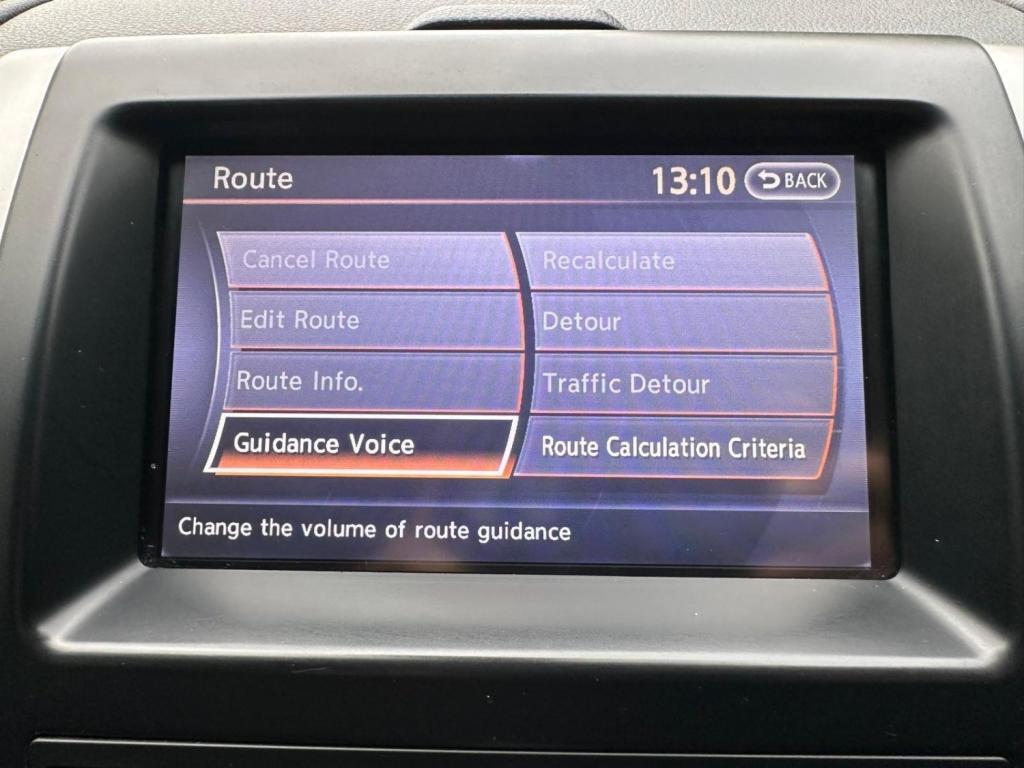 Route
13:10
BACK
Cancel Route
Recalculate
Edit Route
Detour
Route Info.
Traffic Detour
Guidance Voice
Route Calculation Criteria
Change the volume of route guidance